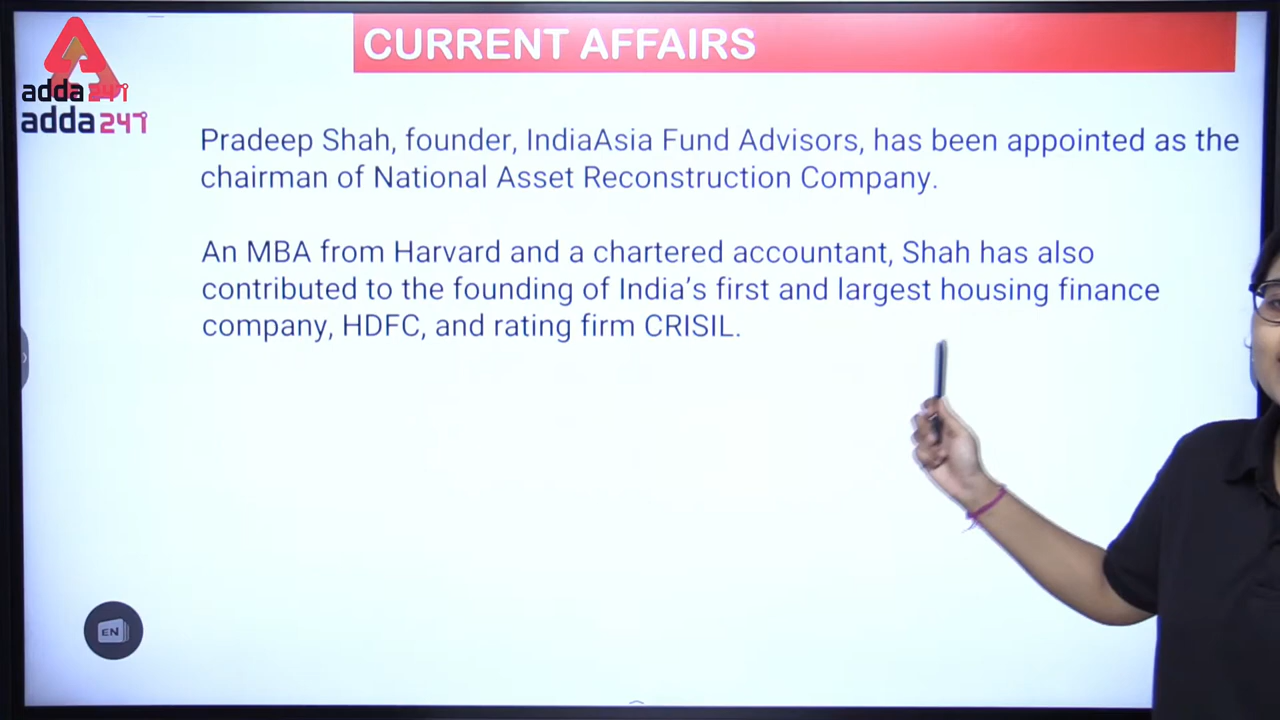 CURRENT AFFAIRS
adda247
adda247
Pradeep Shah, founder, IndiaAsia Fund Advisors, has been appointed as the
chairman of National Asset Reconstruction Company.
An MBA from Harvard and a chartered accountant, Shah has also
contributed to the founding of India's first and largest housing finance
company, HDFC, and rating firm CRISIL.
EN